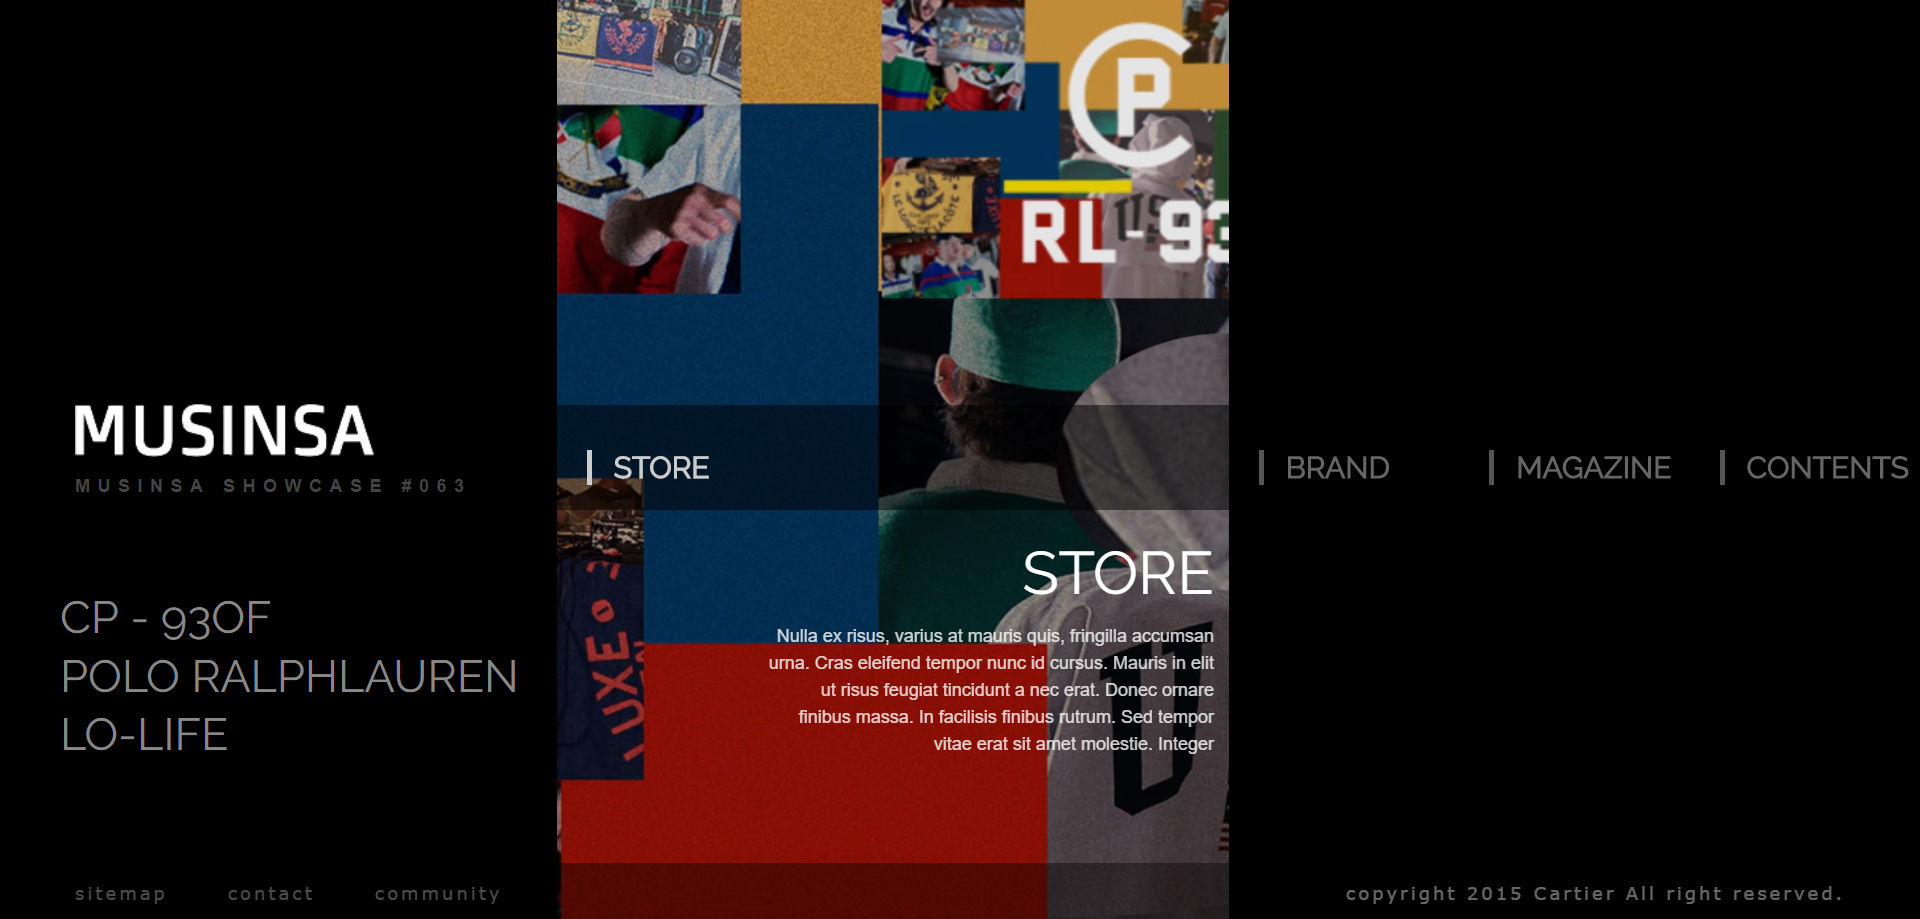 MUSINSA
MUSINSA SHOWCASE #063
CP - 93OF
POLO RALPHLAUREN
LO-LIFE
sitemap
contact
community
CP
RL-93
LUXE
STORE
STORE
Nulla ex risus, varius at mauris quis, fringilla accumsan
urna. Cras eleifend tempor nunc id cursus. Mauris in elit
ut risus feugiat tincidunt a nec erat. Donec ornare
finibus massa. In facilisis finibus rutrum. Sed tempor
vitae erat sit amet molestie. Integer
BRAND
MAGAZINE
CONTENTS
copyright 2015 Cartier All right reserved.